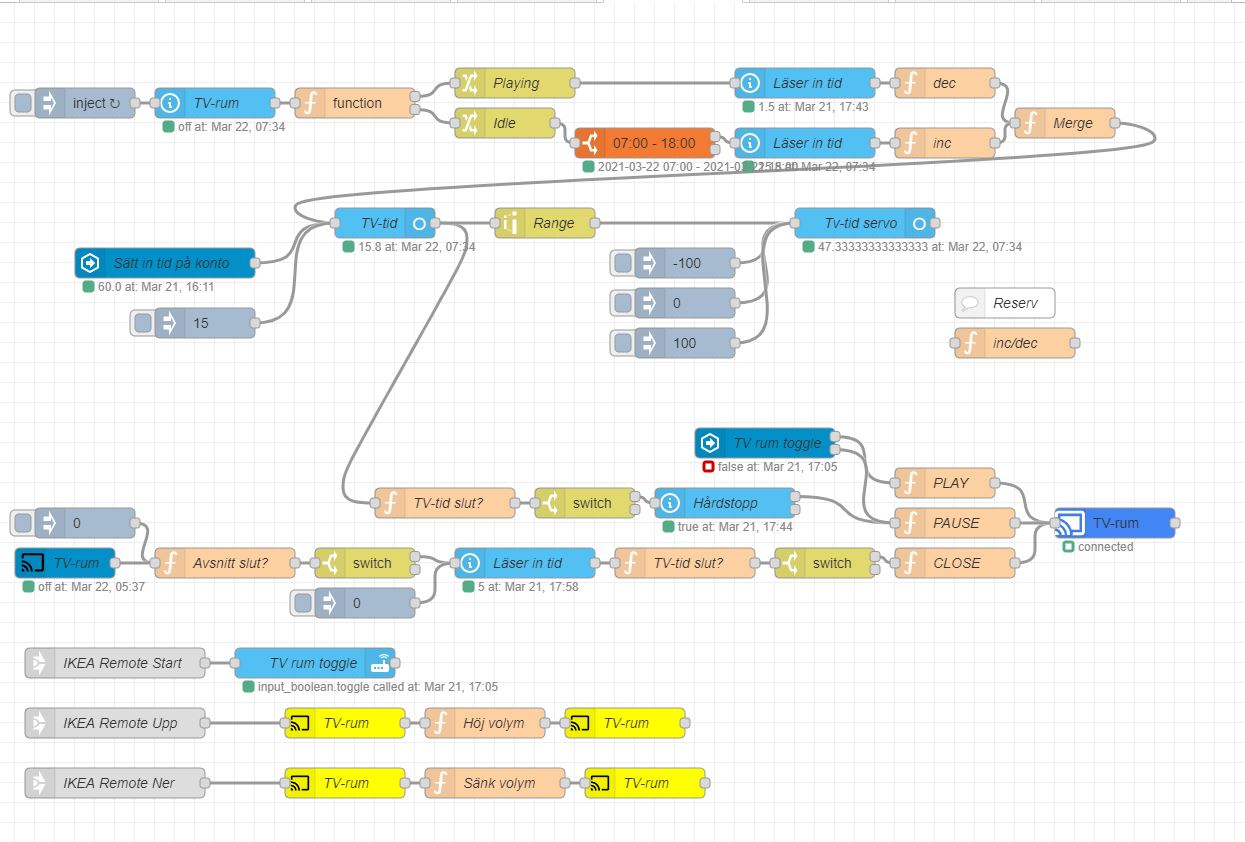 Playing
Läser in tid
dec
inject ↻
TV-rum
function
1.5 at: Mar 21, 17:43
off at: Mar 22, 07:34
Idle
Merge
07:00 - 18:00
Läser in tid
inc
2021-03-22 07:00 - 2021-03-22 18:00
15.8 at: Mar 22, 07:34
TV-tid
Range
Tv-tid servo
15.8 at: Mar 22, 07:34
47.33333333333333 at: Mar 22, 07:34
Sätt in tid på konto
-100
60.0 at: Mar 21, 16:11
0
Reserv
15
100
inc/dec
TV rum toggle
false at: Mar 21, 17:05
PLAY
TV-tid slut?
switch
Hårdstopp
true at: Mar 21, 17:44
0
PAUSE
TV-rum
connected
TV-rum
Avsnitt slut?
switch
Läser in tid
TV-tid slut?
switch
CLOSE
off at: Mar 22, 05:37
5 at: Mar 21, 17:58
0
IKEA Remote Start
TV rum toggle
input_boolean.toggle called at: Mar 21, 17:05
IKEA Remote Upp
TV-rum
Höj volym
TV-rum
IKEA Remote Ner
TV-rum
Sänk volym
TV-rum